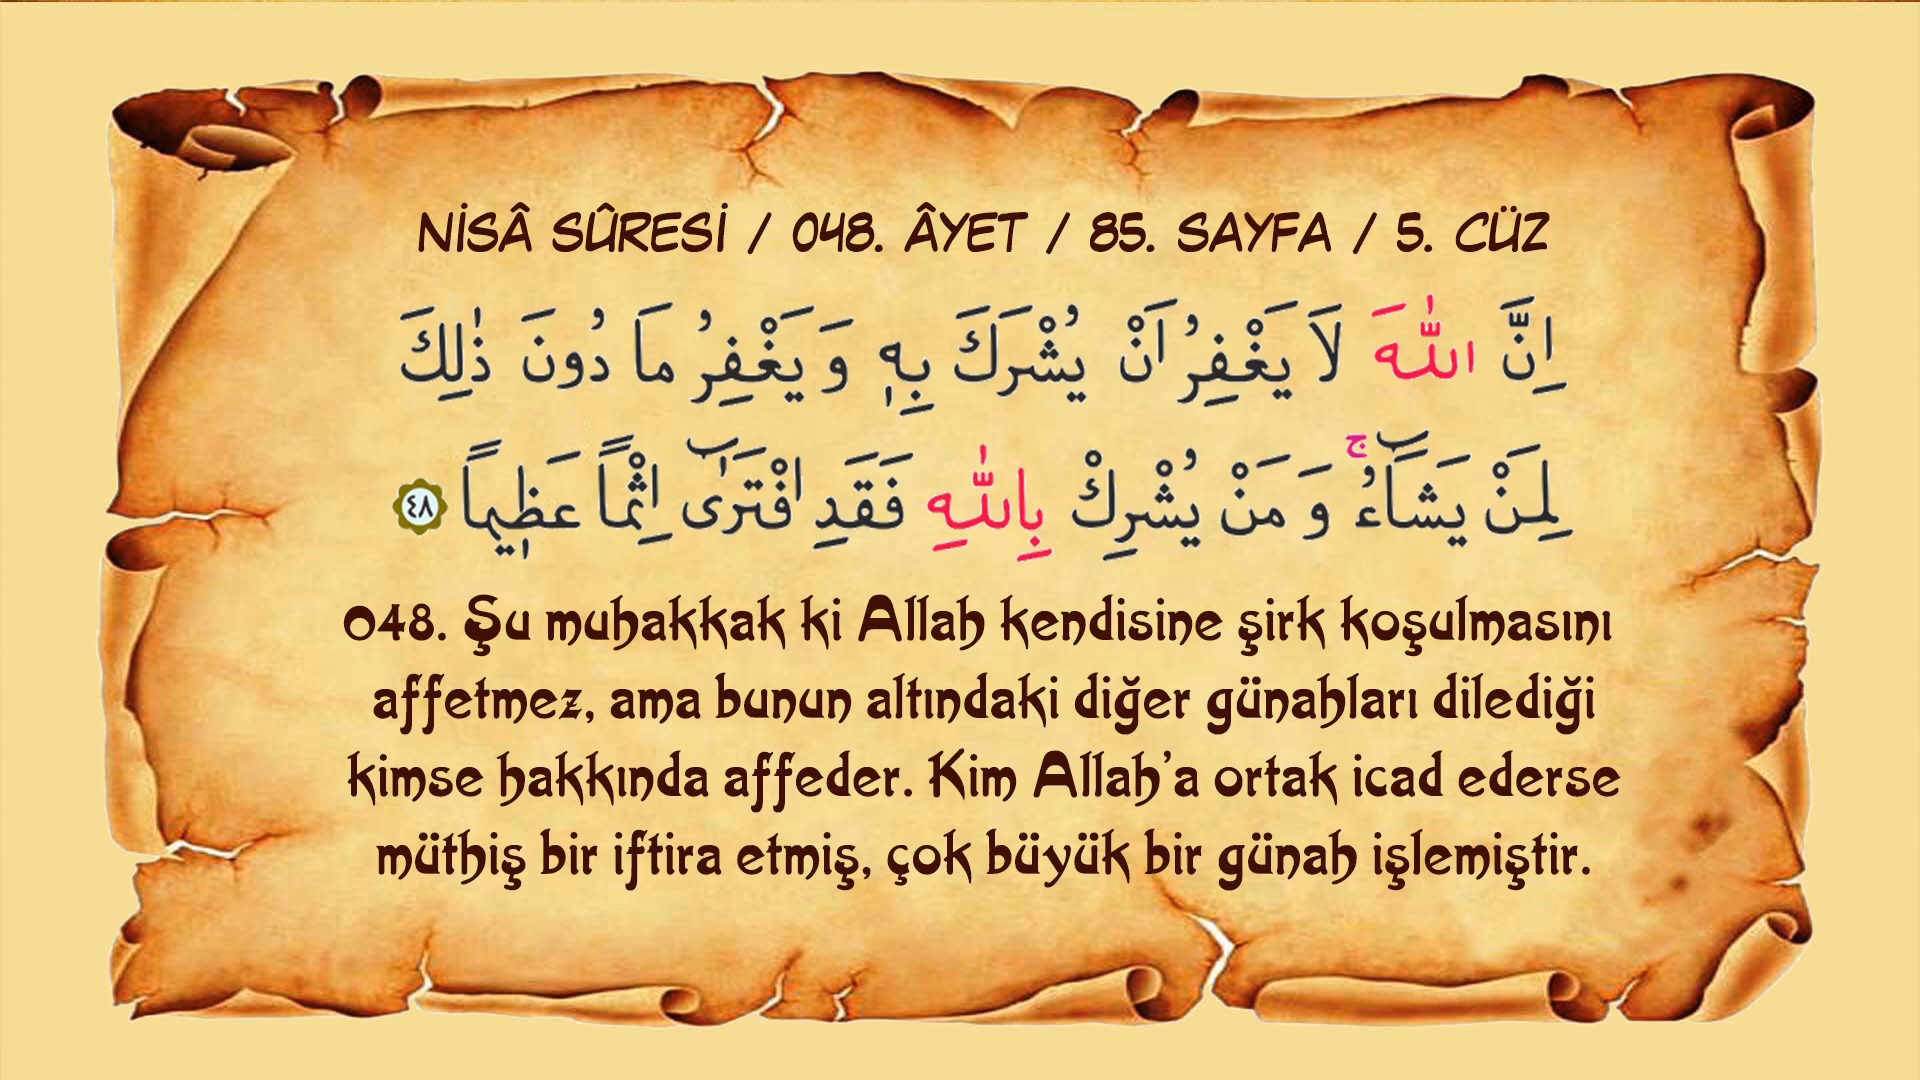 NİSÂ SÛRESİ / 048. ÂYET / 85. SAYFA / 5. CÜZ
اِنَّ اللّٰهَ لَا يَغْفِرُ اَنْ يُشْرَكَ بِهٖ وَيَغْفِرُ مَا دُونَ ذٰلِكَ
لِمَنْ يَشَٓاءُۚ وَمَنْ يُشْرِكْ بِاللّٰهِ فَقَدِ افْتَرٰٓى اِثْماً عَظٖيماً ٤٨
048. Şu muhakkak ki Allah kendisine şirk koşulmasını
affetmez, ama bunun altındaki diğer günahları dilediği
kimse hakkında affeder. Kim Allah'a ortak icad ederse
müthiş bir iftira etmiş, çok büyük bir günah işlemiştir.